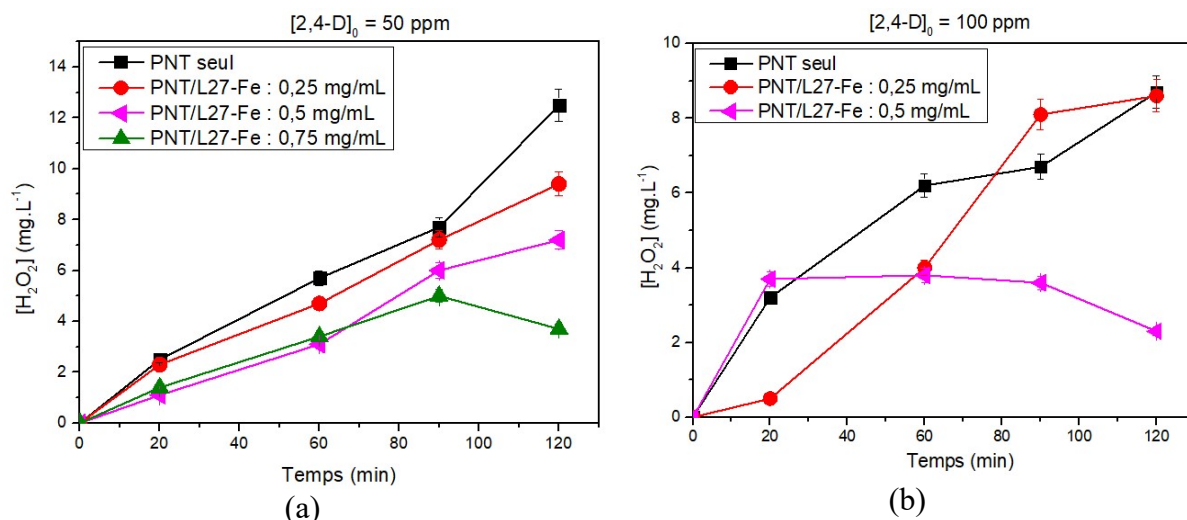 [2,4-D]₀ = 50 ppm
PNT seul
PNT/L27-Fe : 0,25 mg/mL
PNT/L27-Fe : 0,5 mg/mL
PNT/L27-Fe : 0,75 mg/mL
14
12
10
8
6
4
2
0
[H₂O₂] (mg.L⁻¹)
0 20 40 60 80 100 120
Temps (min)
(a)
[2,4-D]₀ = 100 ppm
PNT seul
PNT/L27-Fe : 0,25 mg/mL
PNT/L27-Fe : 0,5 mg/mL
10
8
6
4
2
0
[H₂O₂] (mg.L⁻¹)
0 20 40 60 80 100 120
Temps (min)
(b)